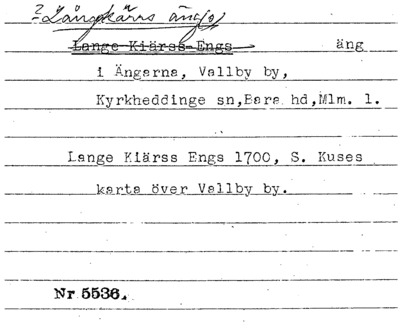 ? Långkärrs äng(a)
Lange Kiärss Engs äng
i Ängarna, Vallby by,
Kyrkheddinge sn,Bara hd,Mlm. l.
Lange Kiärss Engs 1700, S. Kuses
karta över Vallby by.
Nr 5536.